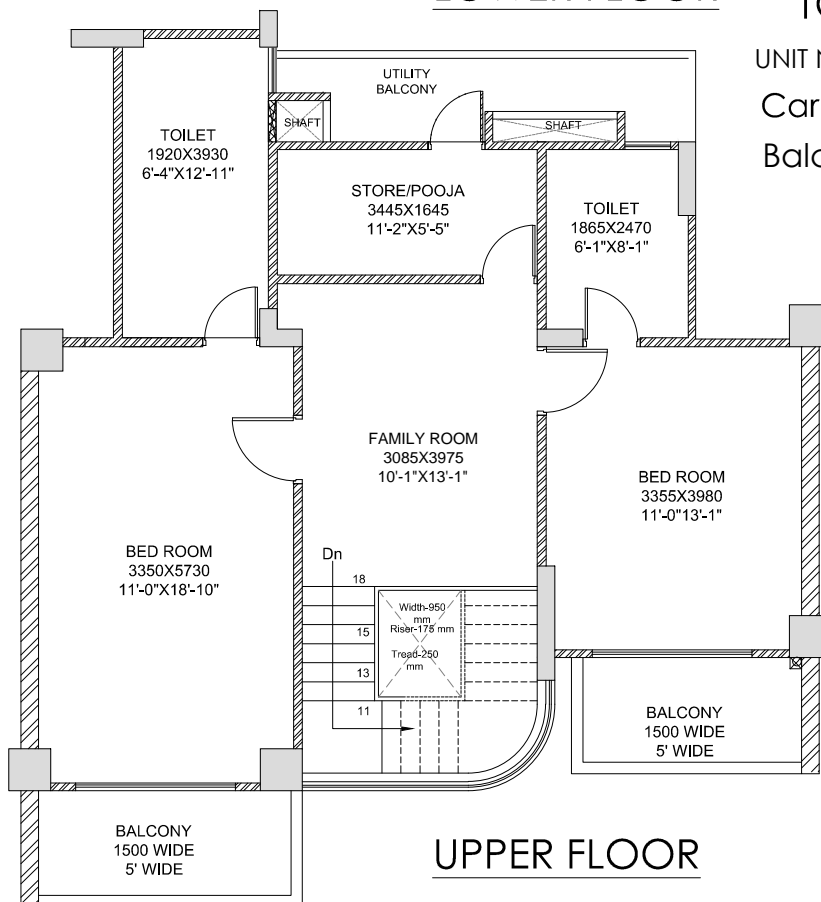 UTILITY
BALCONY
TOILET
1920X3930
6'-4"X12'-11"
SHAFT
SHAFT
STORE/POOJA
3445X1645
11'-2"X5'-5"
TOILET
1865X2470
6'-1"X8'-1"
FAMILY ROOM
3085X3975
10'-1"X13'-1"
BED ROOM
3355X3980
11'-0"13'-1"
BED ROOM
3350X5730
11'-0"X18'-10"
Dn
18
15
13
11
Width-950
mm
Riser-175 mm
Tread-250
mm
BALCONY
1500 WIDE
5' WIDE
BALCONY
1500 WIDE
5' WIDE
UPPER FLOOR
LOWER FLOOR
UNIT